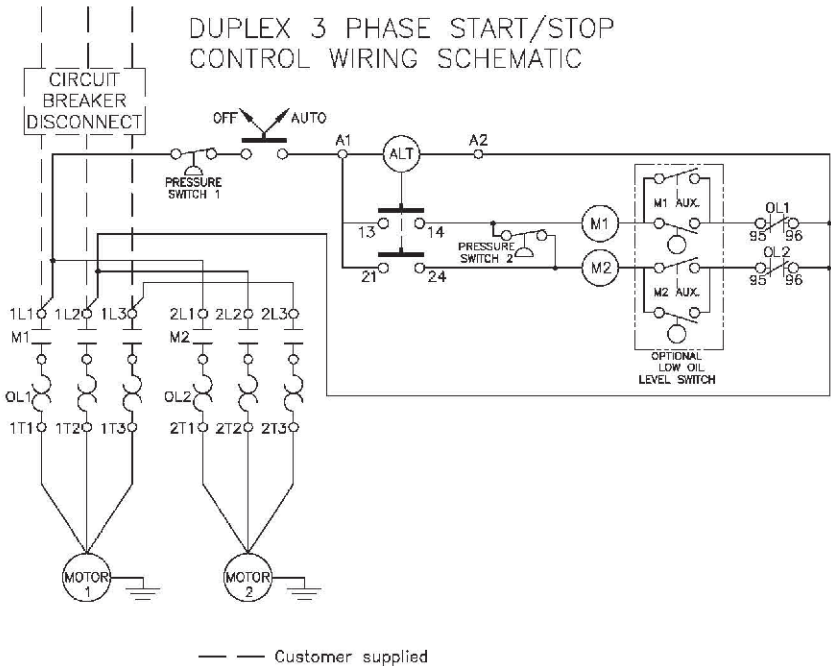 DUPLEX 3 PHASE START/STOP
CONTROL WIRING SCHEMATIC
CIRCUIT
BREAKER
DISCONNECT
OFF
AUTO
A1
ALT
A2
PRESSURE
SWITCH 1
13
14
PRESSURE
SWITCH 2
21
24
M1
M2
M1 AUX.
M2 AUX.
OL1
95
96
OL2
95
96
OPTIONAL
LOW OIL
LEVEL SWITCH
1L1
1L2
1L3
2L1
2L2
2L3
M1
M2
OL1
OL2
1T1
1T2
1T3
2T1
2T2
2T3
MOTOR
1
MOTOR
2
Customer supplied